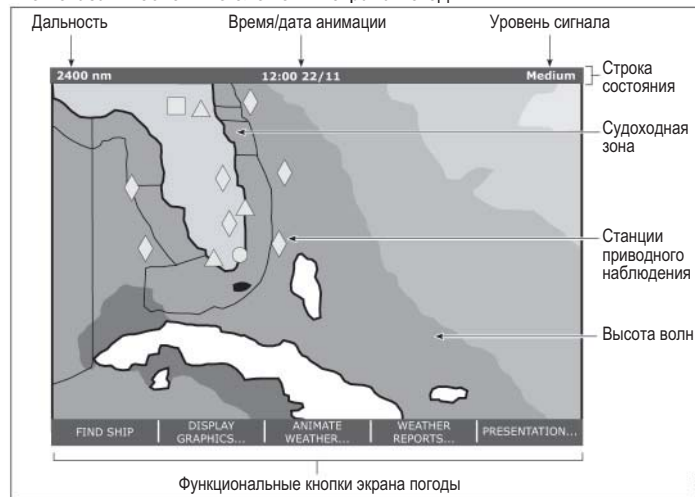 Дальность
Время/дата анимации
Уровень сигнала
2400 nm
12:00 22/11
Medium
Строка
состояния
Судоходная
зона
Станции
приводного
наблюдения
Высота волн
FIND SHIP
DISPLAY
GRAPHICS...
ANIMATE
WEATHER...
WEATHER
REPORTS...
PRESENTATION...
Функциональные кнопки экрана погоды